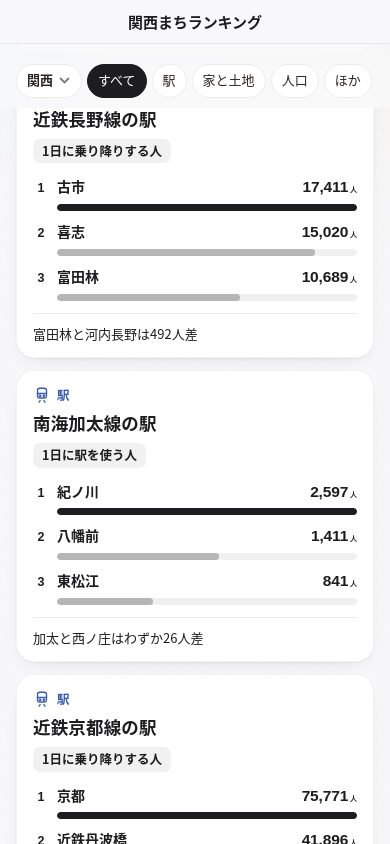 関西まちランキング
関西 すべて 駅 家と土地 人口 ほか
近鉄長野線の駅
1日に乗り降りする人
1 古市 17,411人
2 喜志 15,020人
3 富田林 10,689人
富田林と河内長野は492人差
駅
南海加太線の駅
1日に駅を使う人
1 紀ノ川 2,597人
2 八幡前 1,411人
3 東松江 841人
加太と西ノ庄はわずか26人差
駅
近鉄京都線の駅
1日に乗り降りする人
1 京都 75,771人
2 近鉄丹波橋 41,896人